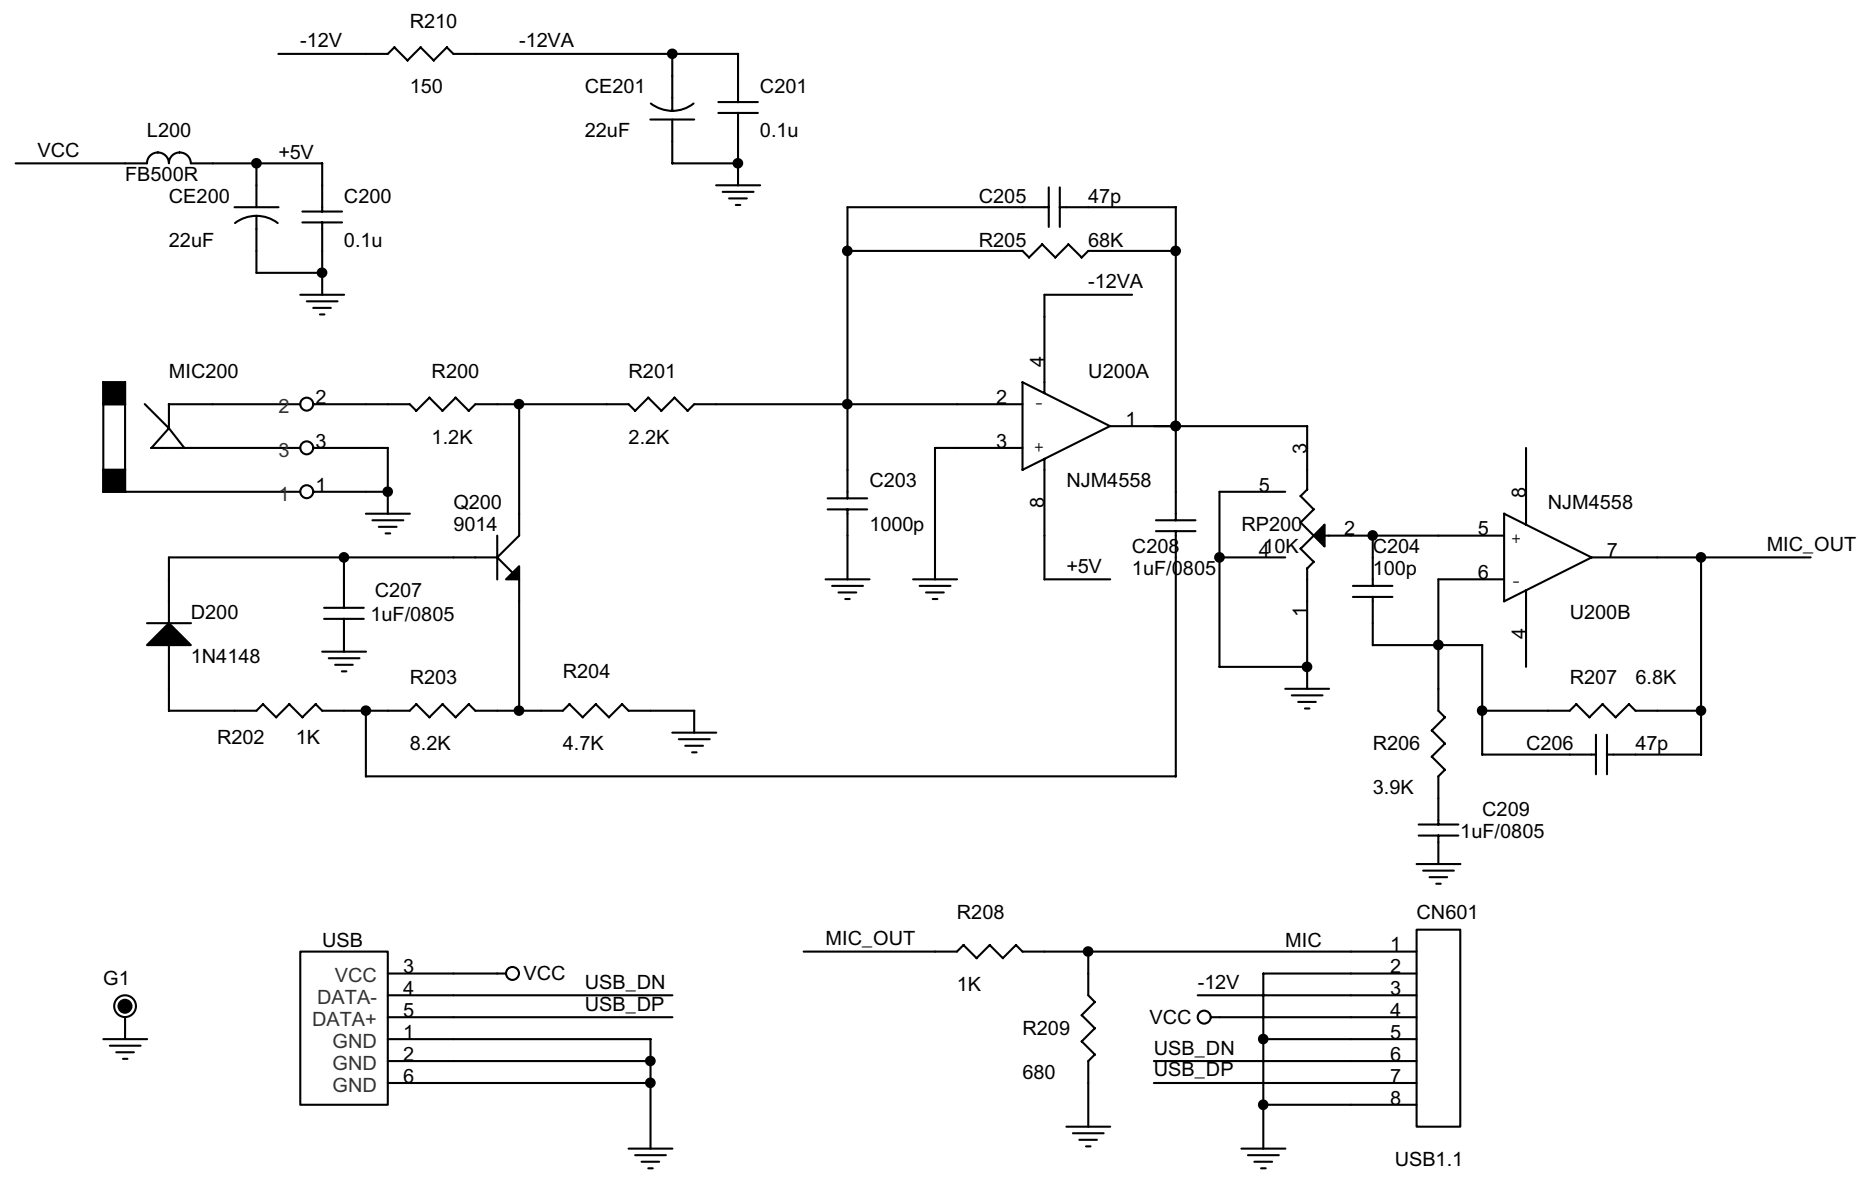 R210
-12V
-12VA
150
CE201
22uF
C201
0.1u
L200
VCC
+5V
FB500R
CE200
22uF
C200
0.1u
C205
47p
R205
68K
-12VA
4
U200A
MIC200
R200
R201
2
2
1.2K
2.2K
2
-
1
3
3
3
+
1
1
8
NJM4558
C203
1000p
+5V
Q200
9014
3
5
RP200
10K
4
2
1
C208
1uF/0805
C204
100p
8
NJM4558
5
+
6
-
7
MIC_OUT
4
U200B
C207
1uF/0805
D200
1N4148
R203
R204
R202
1K
8.2K
4.7K
R207
6.8K
C206
47p
R206
3.9K
C209
1uF/0805
R208
CN601
USB
MIC_OUT
MIC
1
G1
VCC
3
VCC
1K
2
DATA-
4
USB_DN
-12V
3
DATA+
5
USB_DP
VCC
4
GND
1
R209
5
GND
2
USB_DN
6
GND
6
680
USB_DP
7
8
USB1.1